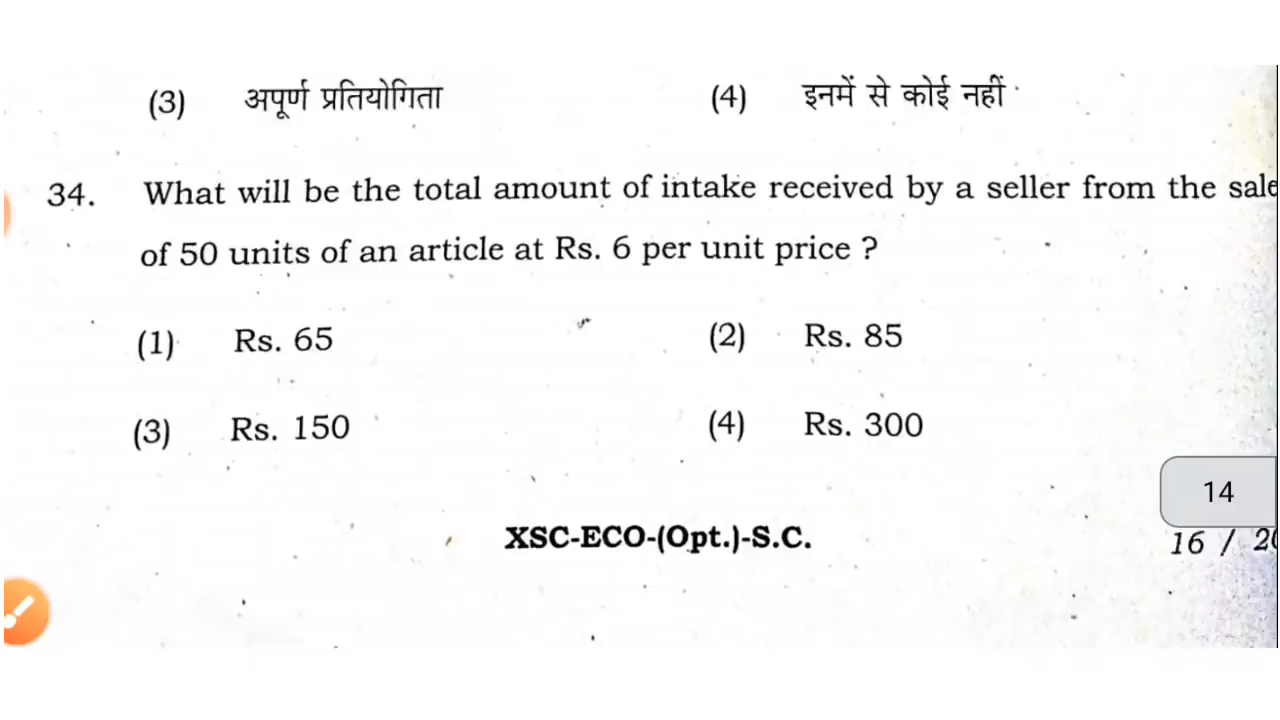 (3) अपूर्ण प्रतियोगिता (4) इनमें से कोई नहीं
34. What will be the total amount of intake received by a seller from the sale
of 50 units of an article at Rs. 6 per unit price ?
(1) Rs. 65 (2) Rs. 85
(3) Rs. 150 (4) Rs. 300
14
XSC-ECO-(Opt.)-S.C.
16 / 20